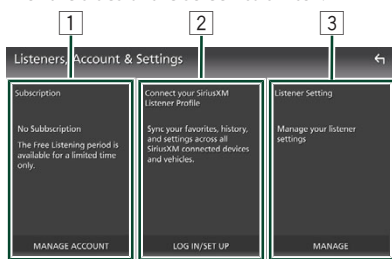 1
2
3
Listeners, Account & Settings
Subscription
No Subbscription
The Free Listening period is
available for a limited time
only.
MANAGE ACCOUNT
Connect your SiriusXM
Listener Profile
Sync your favorites, history,
and settings across all
SiriusXM connected devices
and vehicles.
LOG IN/SET UP
Listener Setting
Manage your listener
settings
MANAGE